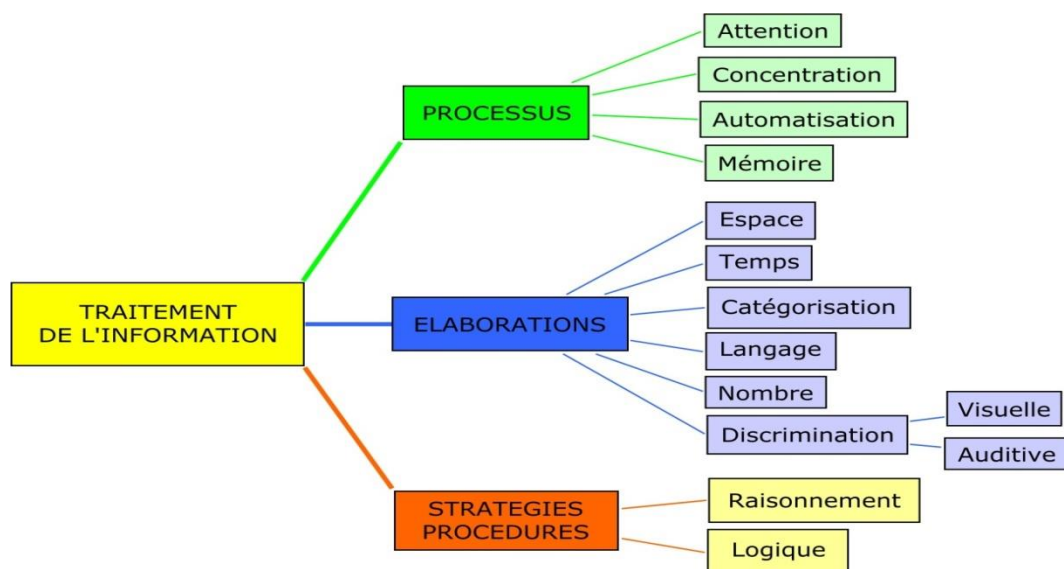 TRAITEMENT
DE L'INFORMATION
PROCESSUS
Attention
Concentration
Automatisation
Mémoire
ELABORATIONS
Espace
Temps
Catégorisation
Langage
Nombre
Discrimination
Visuelle
Auditive
STRATEGIES
PROCEDURES
Raisonnement
Logique